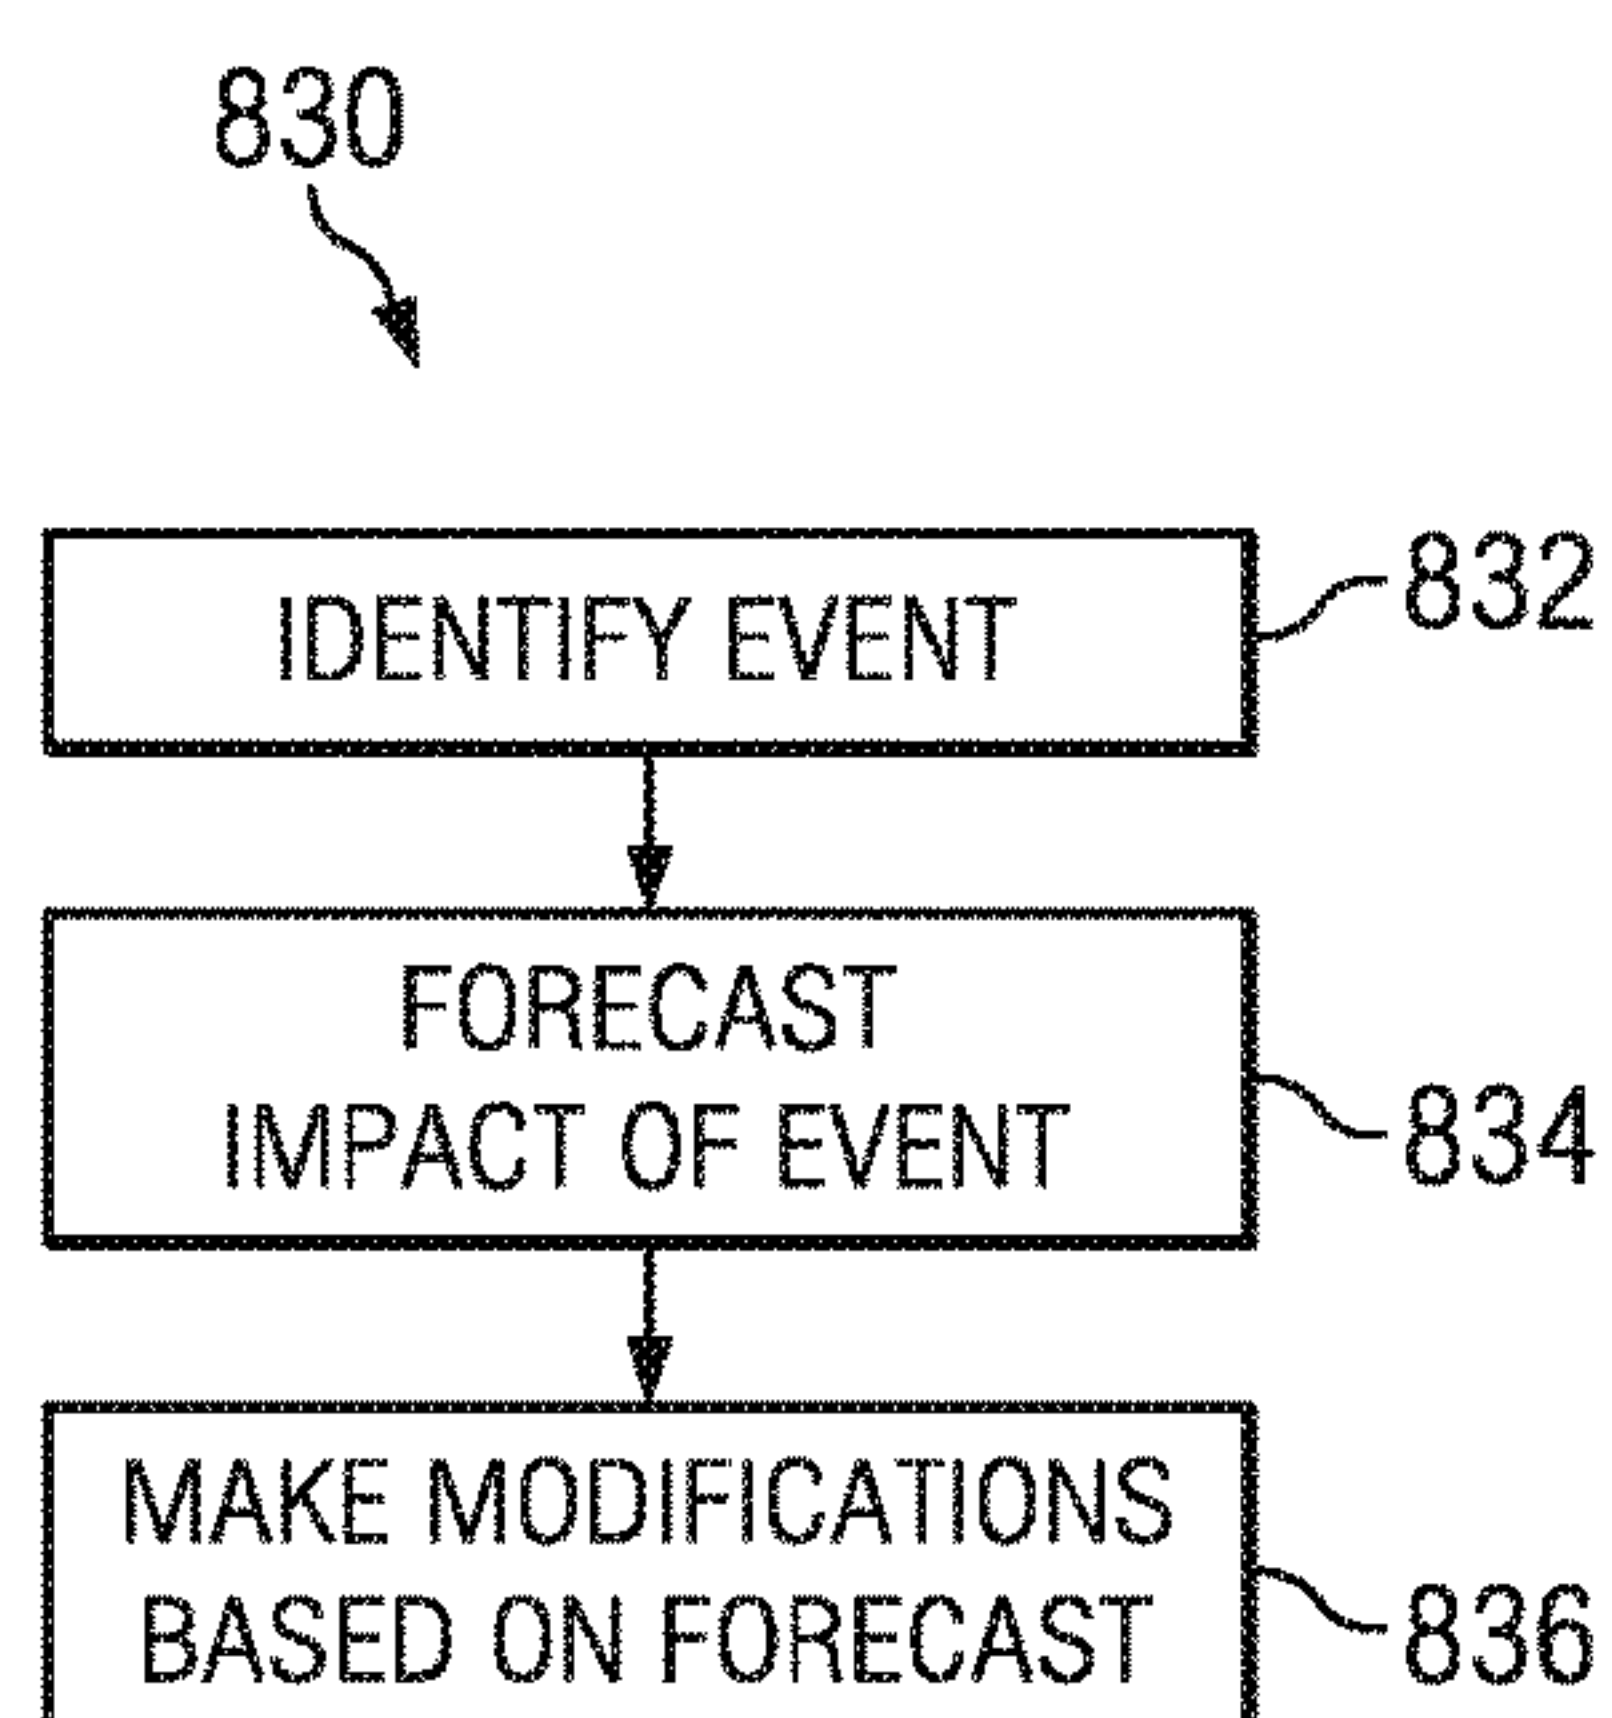 830
IDENTIFY EVENT
832
FORECAST
IMPACT OF EVENT
834
MAKE MODIFICATIONS
BASED ON FORECAST
836